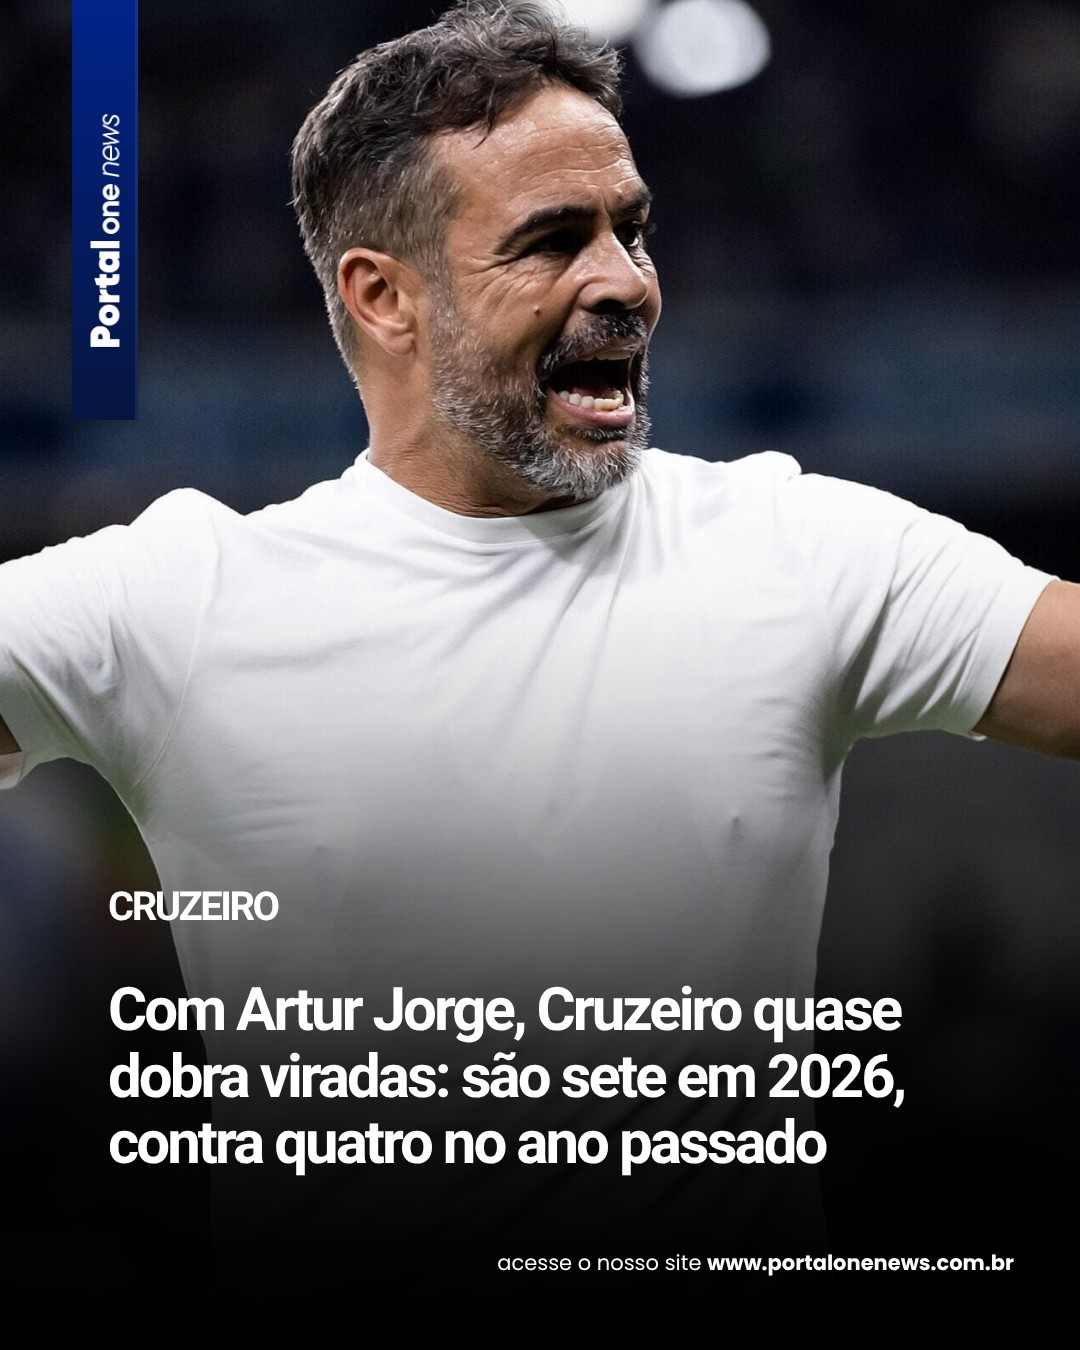 Portal one news
CRUZEIRO
Com Artur Jorge, Cruzeiro quase
dobra viradas: são sete em 2026,
contra quatro no ano passado
acesse o nosso site www.portalonenews.com.br